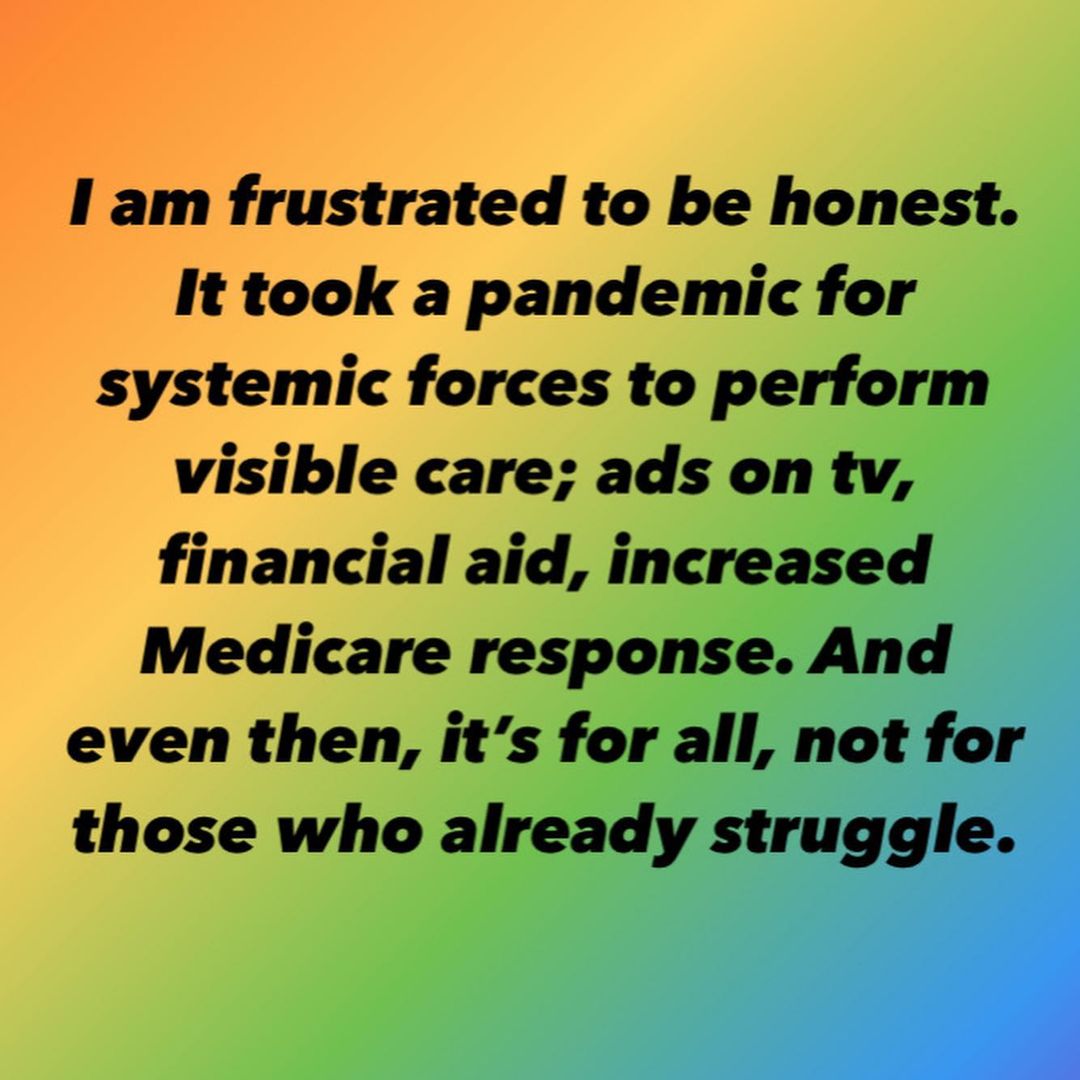 I am frustrated to be honest.
It took a pandemic for
systemic forces to perform
visible care; ads on tv,
financial aid, increased
Medicare response. And
even then, it’s for all, not for
those who already struggle.